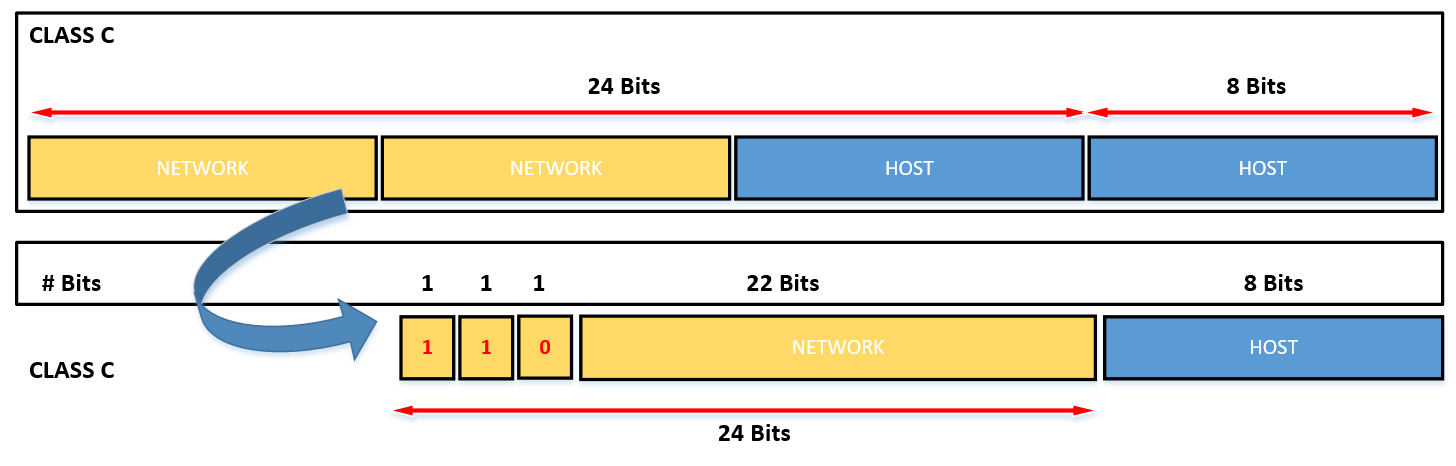 CLASS C
24 Bits 8 Bits
NETWORK NETWORK HOST HOST
# Bits 1 1 1 22 Bits 8 Bits
1 1 0 NETWORK HOST
CLASS C
24 Bits